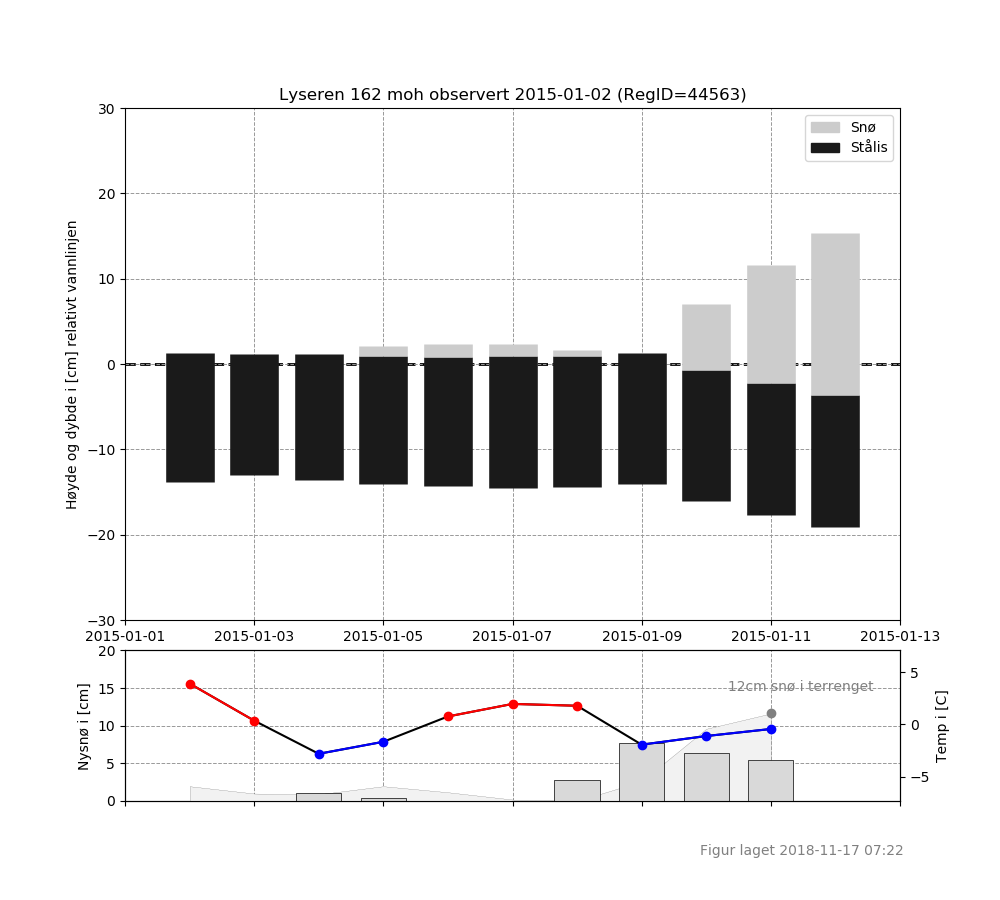 Lyseren 162 moh observert 2015-01-02 (RegID=44563)
Snø
Stålis
30
20
10
0
−10
−20
−30
Høyde og dybde i [cm] relativt vannlinjen
2015-01-01 2015-01-03 2015-01-05 2015-01-07 2015-01-09 2015-01-11 2015-01-13
20
15
10
5
0
Nysnø i [cm]
12cm snø i terrenget
5
0
−5
Temp i [C]
Figur laget 2018-11-17 07:22